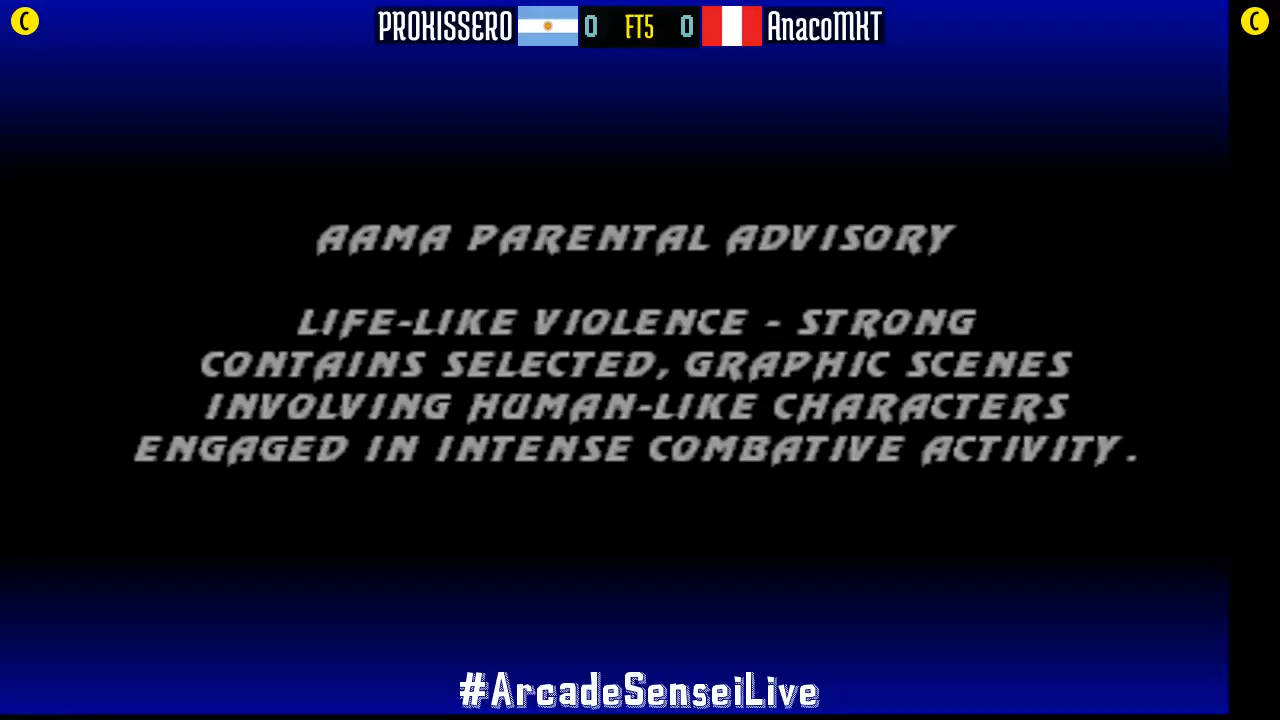 C PROKISSERO 0 FT5 0 AnacoMKT C
AAMA PARENTAL ADVISORY
LIFE-LIKE VIOLENCE - STRONG
CONTAINS SELECTED, GRAPHIC SCENES
INVOLVING HUMAN-LIKE CHARACTERS
ENGAGED IN INTENSE COMBATIVE ACTIVITY.
#ArcadeSenseiLive